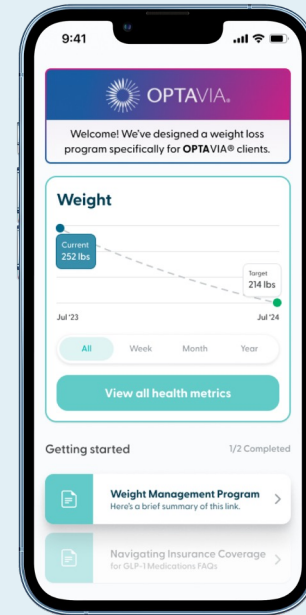 9:41
OPTAVIA®
Welcome! We've designed a weight loss
program specifically for OPTAVIA® clients.
Weight
Current
252 lbs
Target
214 lbs
Jul '23
Jul '24
All Week Month Year
View all health metrics
Getting started 1/2 Completed
Weight Management Program
Here's a brief summary of this link.
Navigating Insurance Coverage
for GLP-1 Medications FAQs